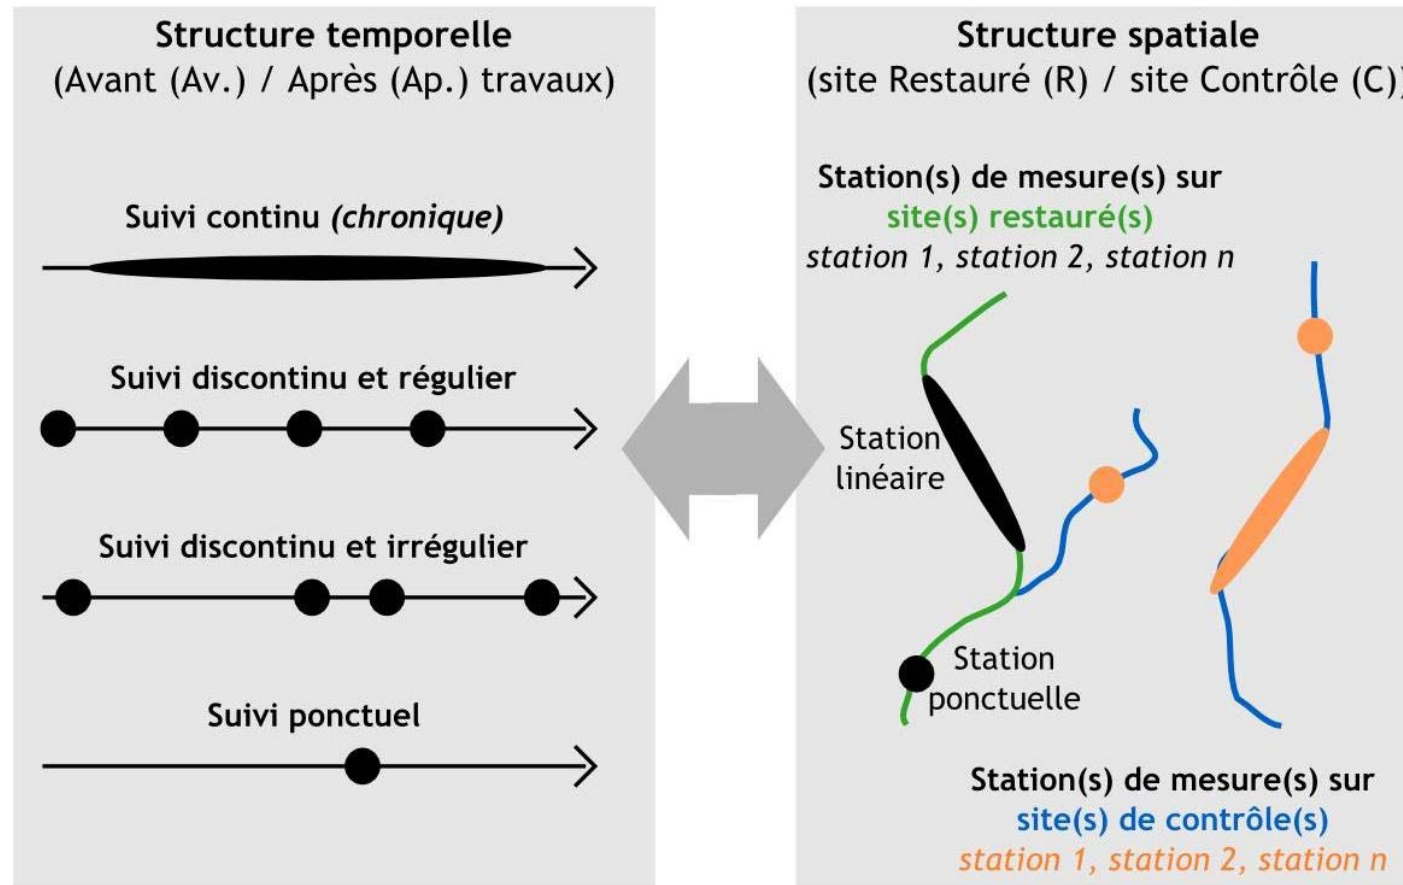 Structure temporelle
(Avant (Av.) / Après (Ap.) travaux)
Suivi continu (chronique)
Suivi discontinu et régulier
Suivi discontinu et irrégulier
Suivi ponctuel
Structure spatiale
(site Restauré (R) / site Contrôle (C))
Station(s) de mesure(s) sur
site(s) restauré(s)
station 1, station 2, station n
Station
linéaire
Station
ponctuelle
Station(s) de mesure(s) sur
site(s) de contrôle(s)
station 1, station 2, station n